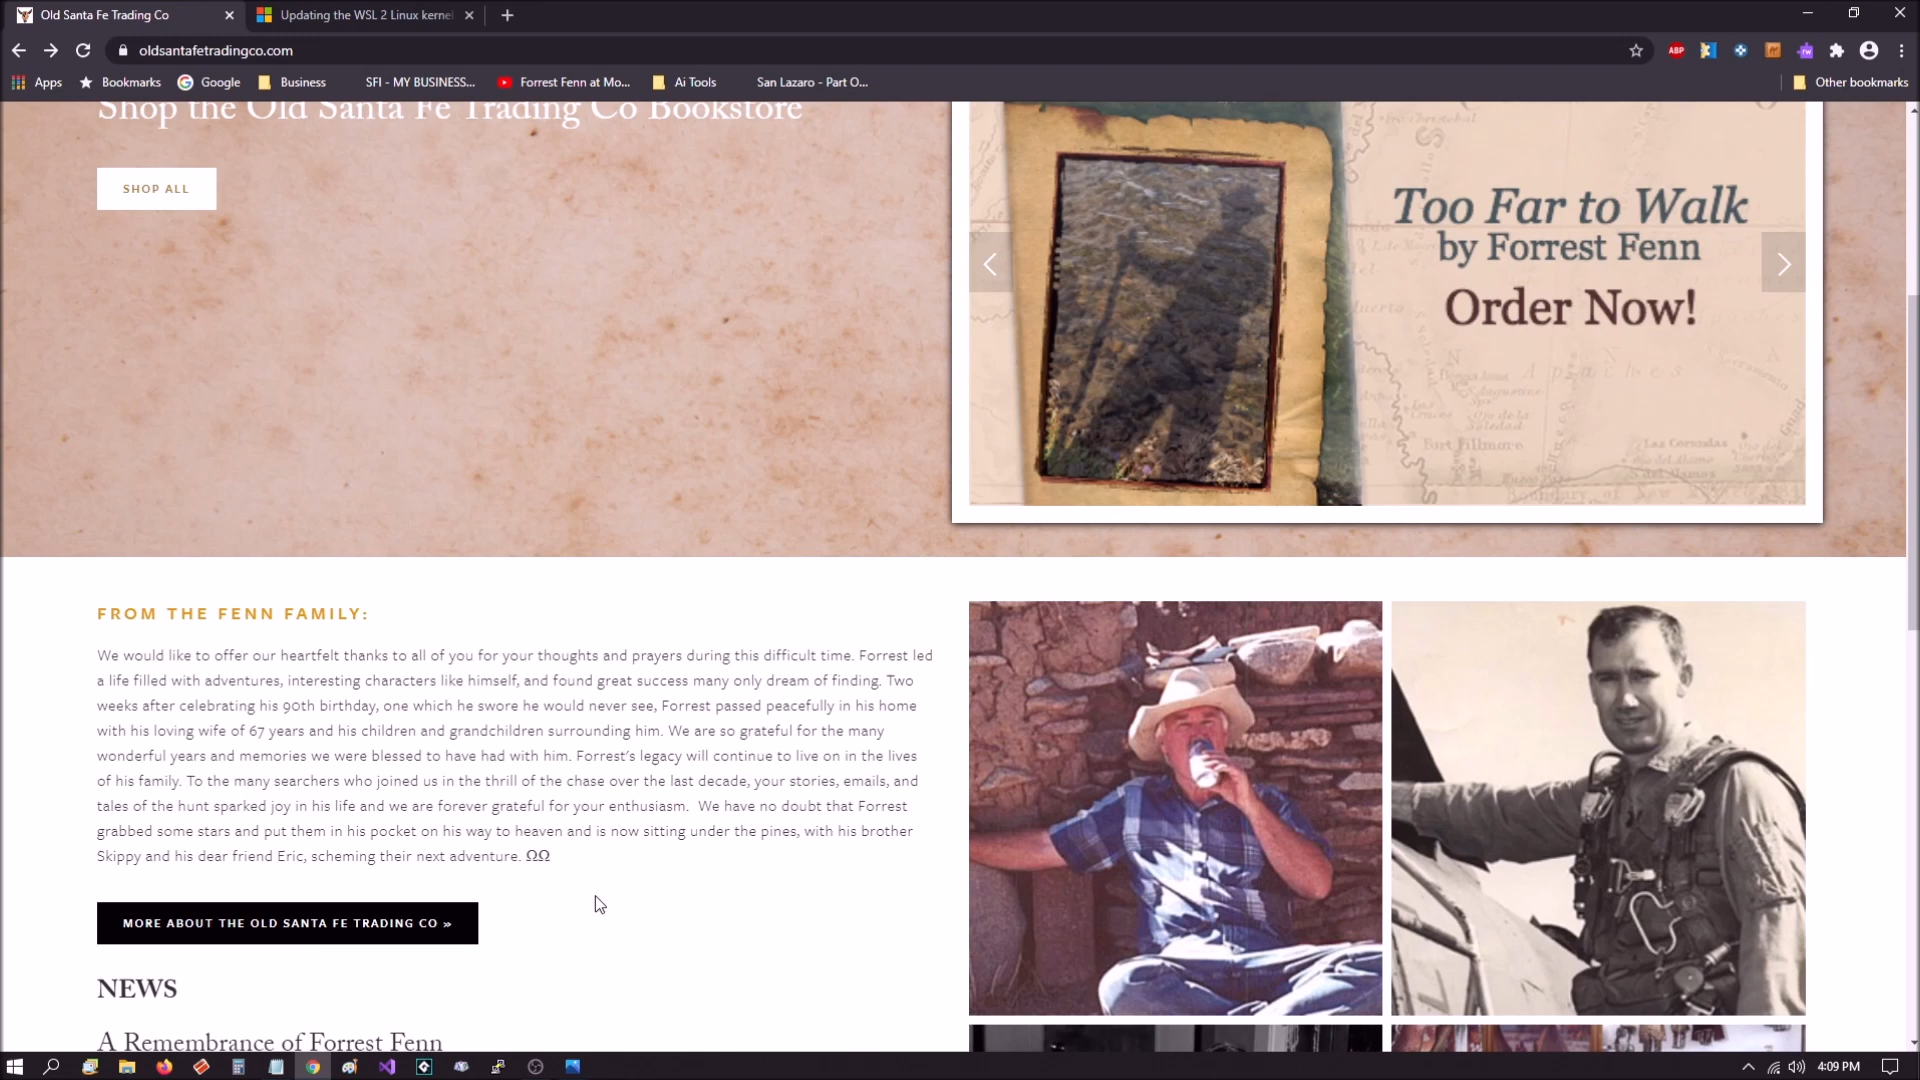 Old Santa Fe Trading Co
Updating the WSL 2 Linux kernel
oldsantafetradingco.com
ABP
Apps
Bookmarks
Google
Business
SFI - MY BUSINESS...
Forrest Fenn at Mo...
Ai Tools
San Lazaro - Part O...
Other bookmarks
Shop the Old Santa Fe Trading Co Bookstore
SHOP ALL
Too Far to Walk
by Forrest Fenn
Order Now!
Apaches
Fort Fillmore
Las Cornudas
FROM THE FENN FAMILY:
We would like to offer our heartfelt thanks to all of you for your thoughts and prayers during this difficult time. Forrest led
a life filled with adventures, interesting characters like himself, and found great success many only dream of finding. Two
weeks after celebrating his 90th birthday, one which he swore he would never see, Forrest passed peacefully in his home
with his loving wife of 67 years and his children and grandchildren surrounding him. We are so grateful for the many
wonderful years and memories we were blessed to have had with him. Forrest's legacy will continue to live on in the lives
of his family. To the many searchers who joined us in the thrill of the chase over the last decade, your stories, emails, and
tales of the hunt sparked joy in his life and we are forever grateful for your enthusiasm. We have no doubt that Forrest
grabbed some stars and put them in his pocket on his way to heaven and is now sitting under the pines, with his brother
Skippy and his dear friend Eric, scheming their next adventure. ΩΩ
MORE ABOUT THE OLD SANTA FE TRADING CO »
NEWS
A Remembrance of Forrest Fenn
4:09 PM